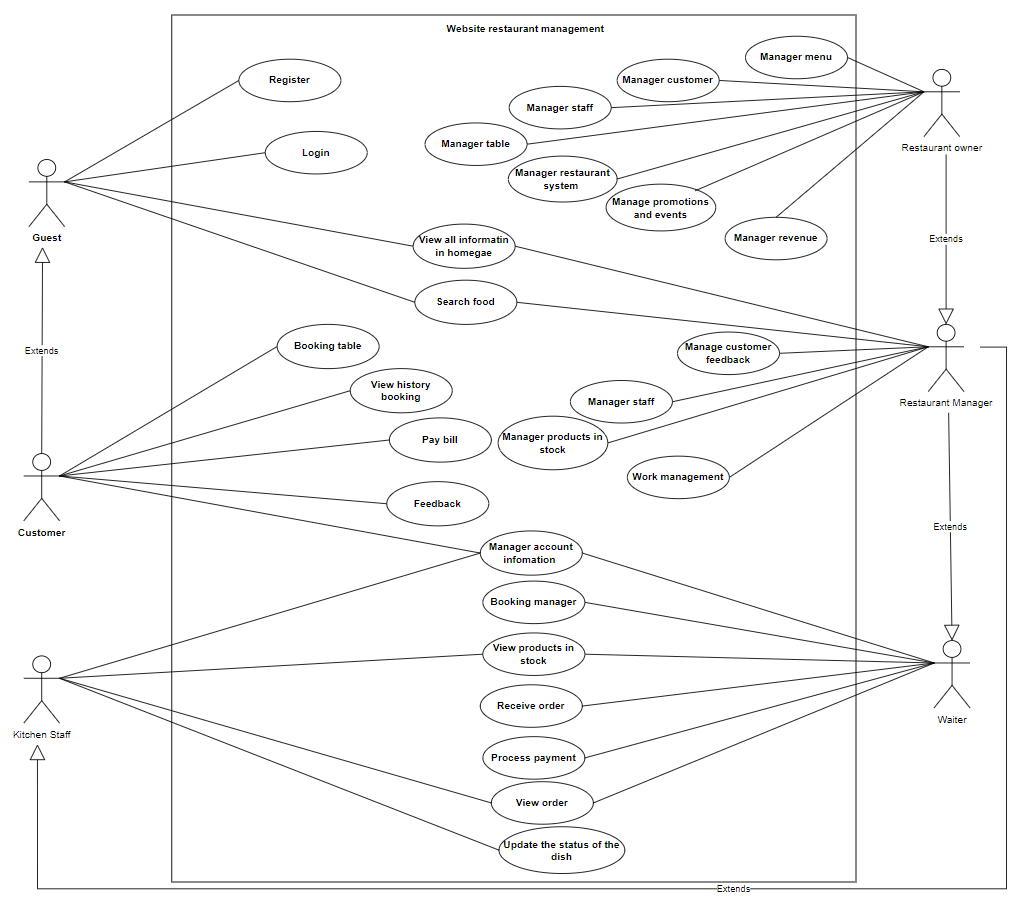 Website restaurant management
Manager menu
Register
Manager customer
Manager staff
Manager table
Login
Restaurant owner
Manager restaurant
system
Manage promotions
and events
Guest
Manager revenue
Extends
View all informatin
in homegae
Search food
Extends
Booking table
Manage customer
feedback
View history
booking
Manager staff
Restaurant Manager
Pay bill
Manager products in
stock
Work management
Feedback
Customer
Extends
Manager account
infomation
Booking manager
View products in
stock
Receive order
Waiter
Kitchen Staff
Process payment
View order
Update the status of the
dish
Extends